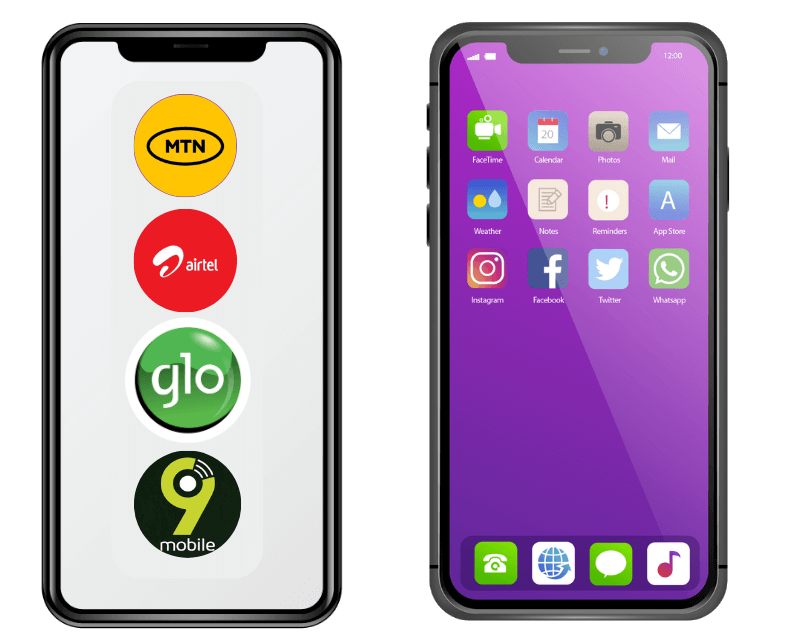 MTN
airtel
glo
9
mobile
12:00
20
FaceTime
Calendar
Photos
Mail
Weather
Notes
Reminders
A
App Store
Instagram
Facebook
Twitter
Whatsapp